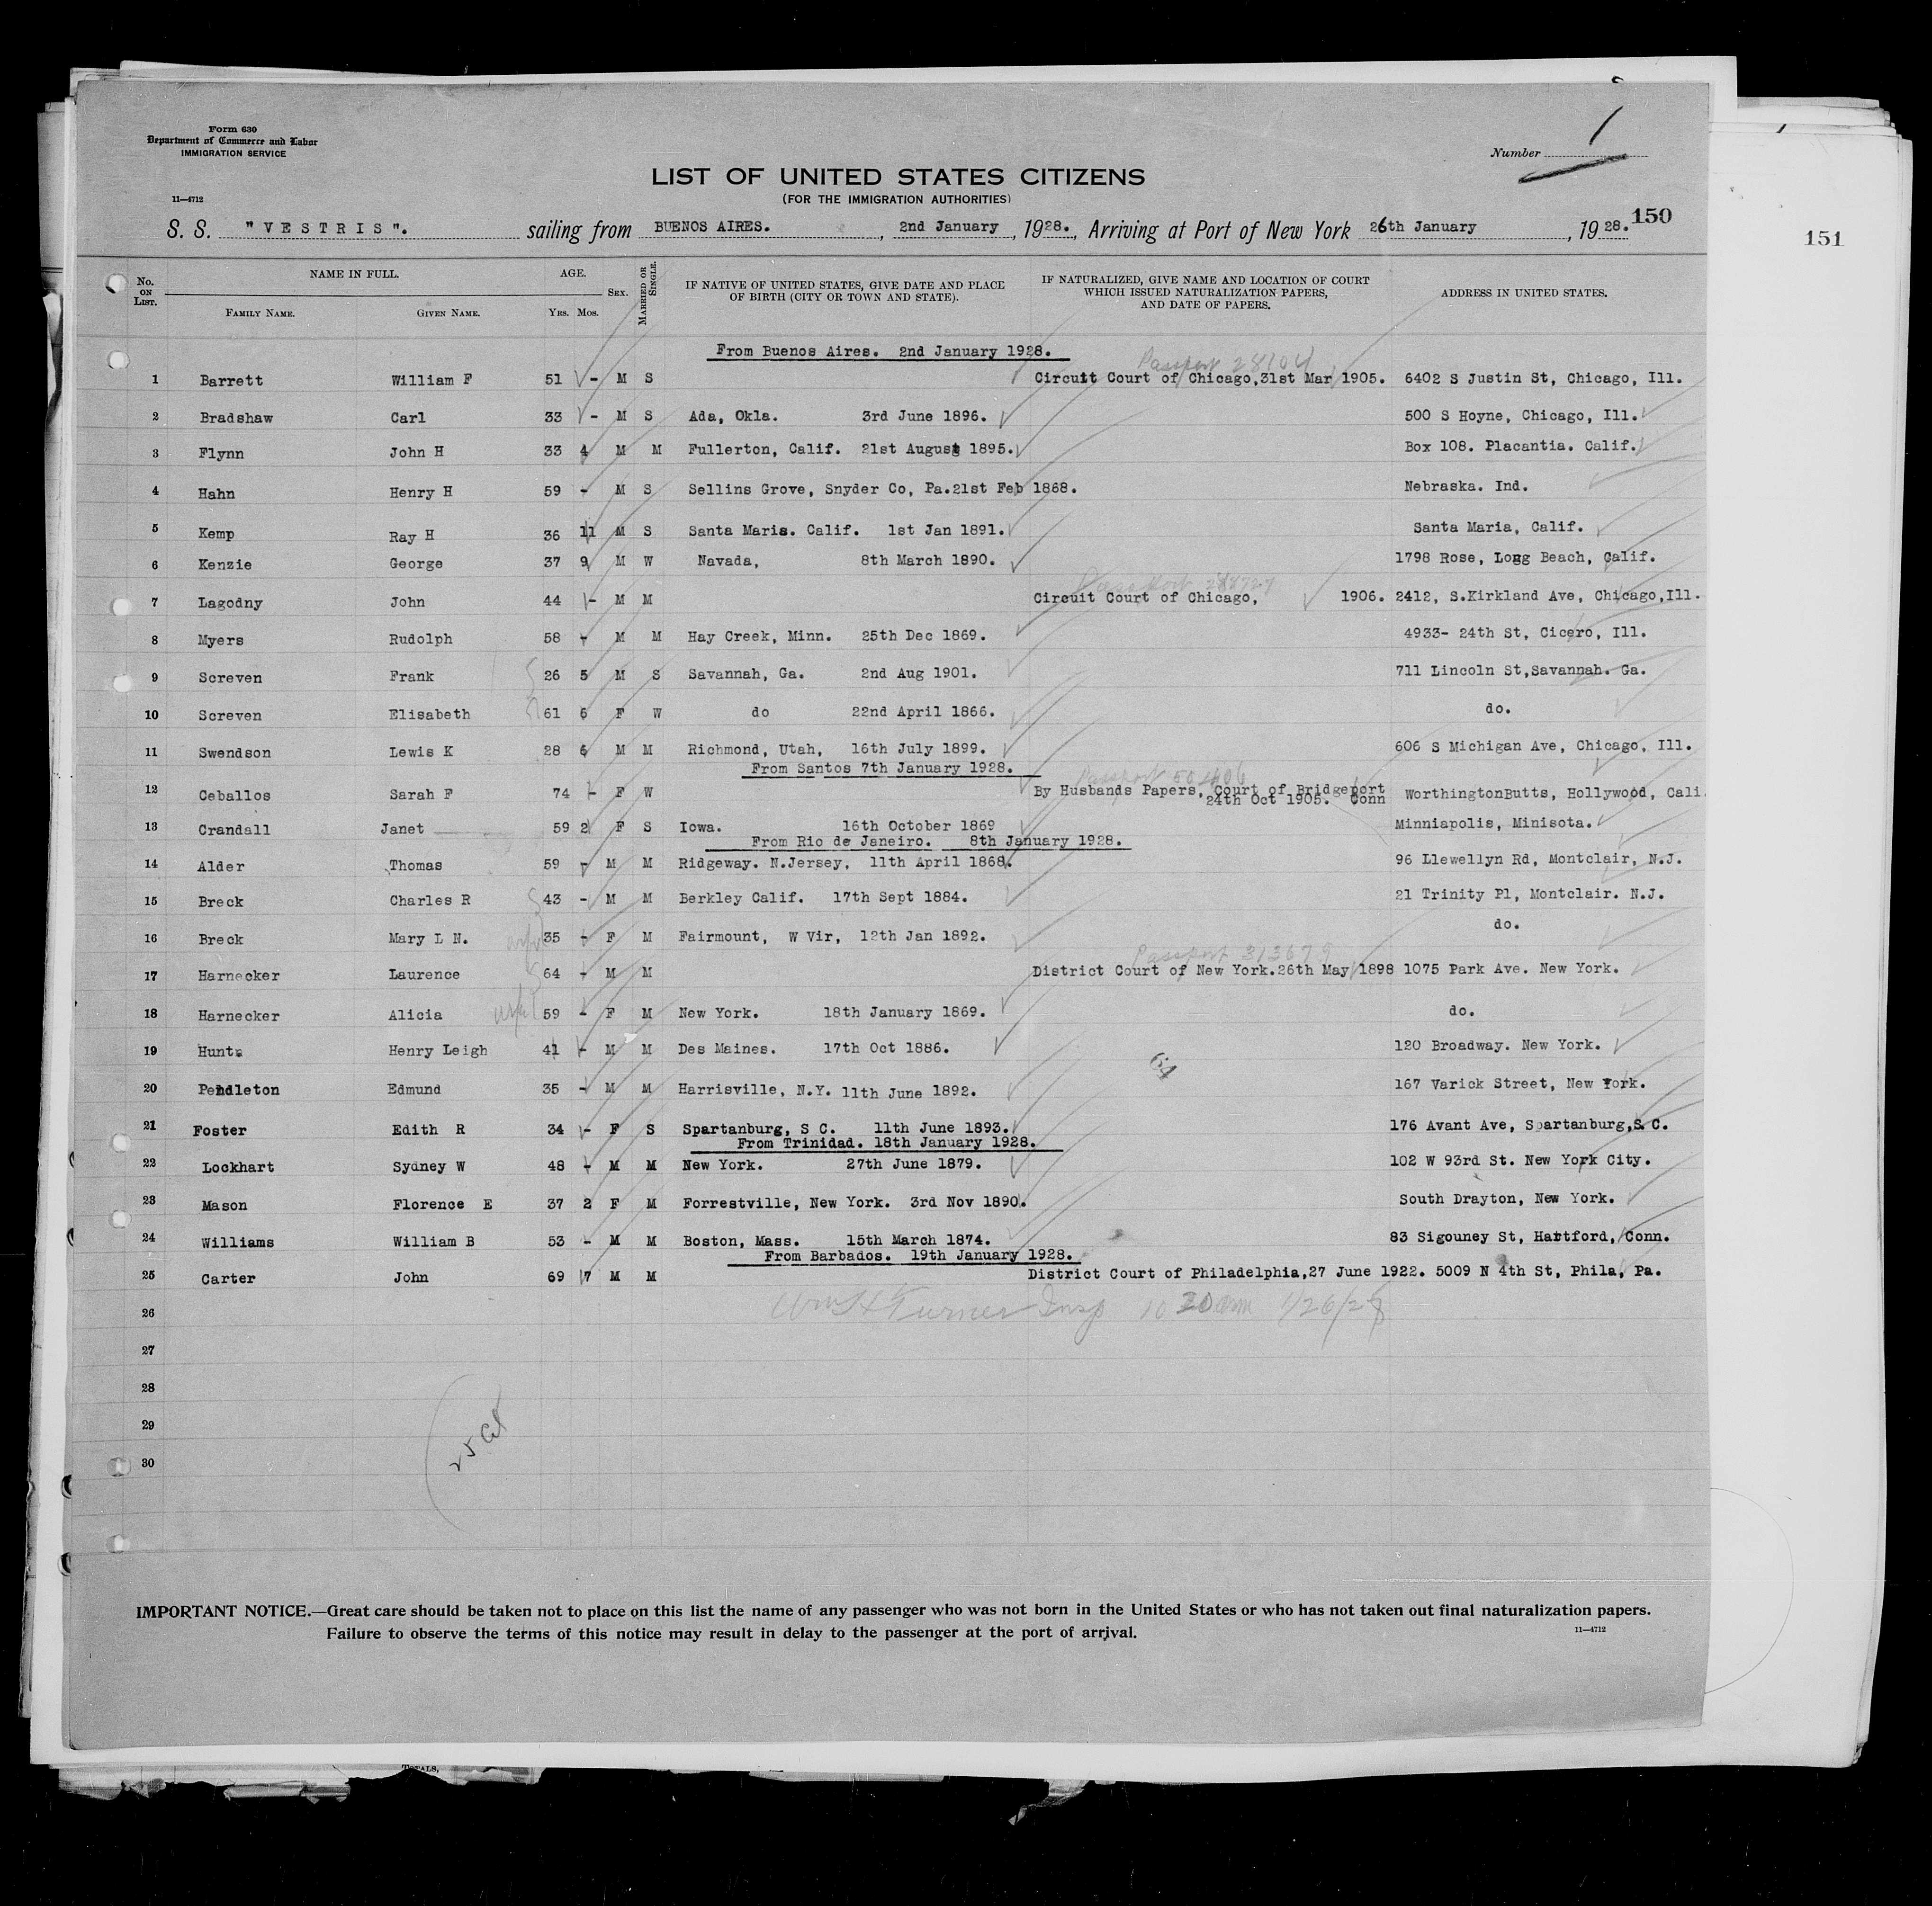 Form 630
Department of Commerce and Labor
IMMIGRATION SERVICE
11—4712
Number 1
LIST OF UNITED STATES CITIZENS
(FOR THE IMMIGRATION AUTHORITIES)
150
151
S. S. "VESTRIS". sailing from BUENOS AIRES. , 2nd January , 1928. , Arriving at Port of New York 26th January , 1928.
No. ON LIST. NAME IN FULL. FAMILY NAME. GIVEN NAME. AGE. YRS. MOS. SEX. MARRIED OR SINGLE. IF NATIVE OF UNITED STATES, GIVE DATE AND PLACE OF BIRTH (CITY OR TOWN AND STATE). IF NATURALIZED, GIVE NAME AND LOCATION OF COURT WHICH ISSUED NATURALIZATION PAPERS, AND DATE OF PAPERS. ADDRESS IN UNITED STATES.
From Buenos Aires. 2nd January 1928.
Passport 28104
1 Barrett William F 51 - M S Circuit Court of Chicago,31st Mar 1905. 6402 S Justin St, Chicago, Ill.
2 Bradshaw Carl 33 - M S Ada, Okla. 3rd June 1896. 500 S Hoyne, Chicago, Ill.
3 Flynn John H 33 4 M M Fullerton, Calif. 21st August 1895. Box 108. Placantia. Calif.
4 Hahn Henry H 59 - M S Sellins Grove, Snyder Co, Pa.21st Feb 1868. Nebraska. Ind.
5 Kemp Ray H 36 11 M S Santa Maris. Calif. 1st Jan 1891. Santa Maria, Calif.
6 Kenzie George 37 9 M W Navada, 8th March 1890. 1798 Rose, Long Beach, Calif.
Passport
7 Lagodny John 44 - M M Circuit Court of Chicago, 1906. 2412, S.Kirkland Ave, Chicago,Ill.
8 Myers Rudolph 58 - M M Hay Creek, Minn. 25th Dec 1869. 4933- 24th St, Cicero, Ill.
9 Screven Frank 26 5 M S Savannah, Ga. 2nd Aug 1901. 711 Lincoln St,Savannah. Ga.
10 Screven Elisabeth 61 6 F W do 22nd April 1866. do.
11 Swendson Lewis K 28 6 M M Richmond, Utah, 16th July 1899. 606 S Michigan Ave, Chicago, Ill.
From Santos 7th January 1928.
Passport
12 Ceballos Sarah F 74 - F W By Husbands Papers, Court of Bridgeport WorthingtonButts, Hollywood, Cali.
24th Oct 1905. Conn
13 Crandall Janet 59 2 F S Iowa. 16th October 1869 Minniapolis, Minisota.
From Rio de Janeiro. 8th January 1928.
14 Alder Thomas 59 - M M Ridgeway. N.Jersey, 11th April 1868. 96 Llewellyn Rd, Montclair, N.J.
15 Breck Charles R 43 - M M Berkley Calif. 17th Sept 1884. 21 Trinity Pl, Montclair. N.J.
16 Breck Mary L N. wife 35 - F M Fairmount, W Vir, 12th Jan 1892. do.
Passport 313679
17 Harnecker Laurence 64 - M M District Court of New York.26th May 1898 1075 Park Ave. New York.
18 Harnecker Alicia wife 59 - F M New York. 18th January 1869. do.
19 Hunt. Henry Leigh 41 - M M Des Maines. 17th Oct 1886. 120 Broadway. New York.
64
20 Pendleton Edmund 35 - M M Harrisville, N.Y. 11th June 1892. 167 Varick Street, New York.
21 Foster Edith R 34 - F S Spartanburg, S C. 11th June 1893. 176 Avant Ave, Spartanburg,S.C.
From Trinidad. 18th January 1928.
22 Lockhart Sydney W 48 - M M New York. 27th June 1879. 102 W 93rd St. New York City.
23 Mason Florence E 37 2 F M Forrestville, New York. 3rd Nov 1890. South Drayton, New York.
24 Williams William B 53 - M M Boston, Mass. 15th March 1874. 83 Sigouney St, Hartford, Conn.
From Barbados. 19th January 1928.
25 Carter John 69 7 M M District Court of Philadelphia,27 June 1922. 5009 N 4th St, Phila, Pa.
26 Wm H Turner Insp 10 20 am 1/26/28
27
28
29
30
IMPORTANT NOTICE.—Great care should be taken not to place on this list the name of any passenger who was not born in the United States or who has not taken out final naturalization papers.
Failure to observe the terms of this notice may result in delay to the passenger at the port of arrival.
11—4712
TOTALS,